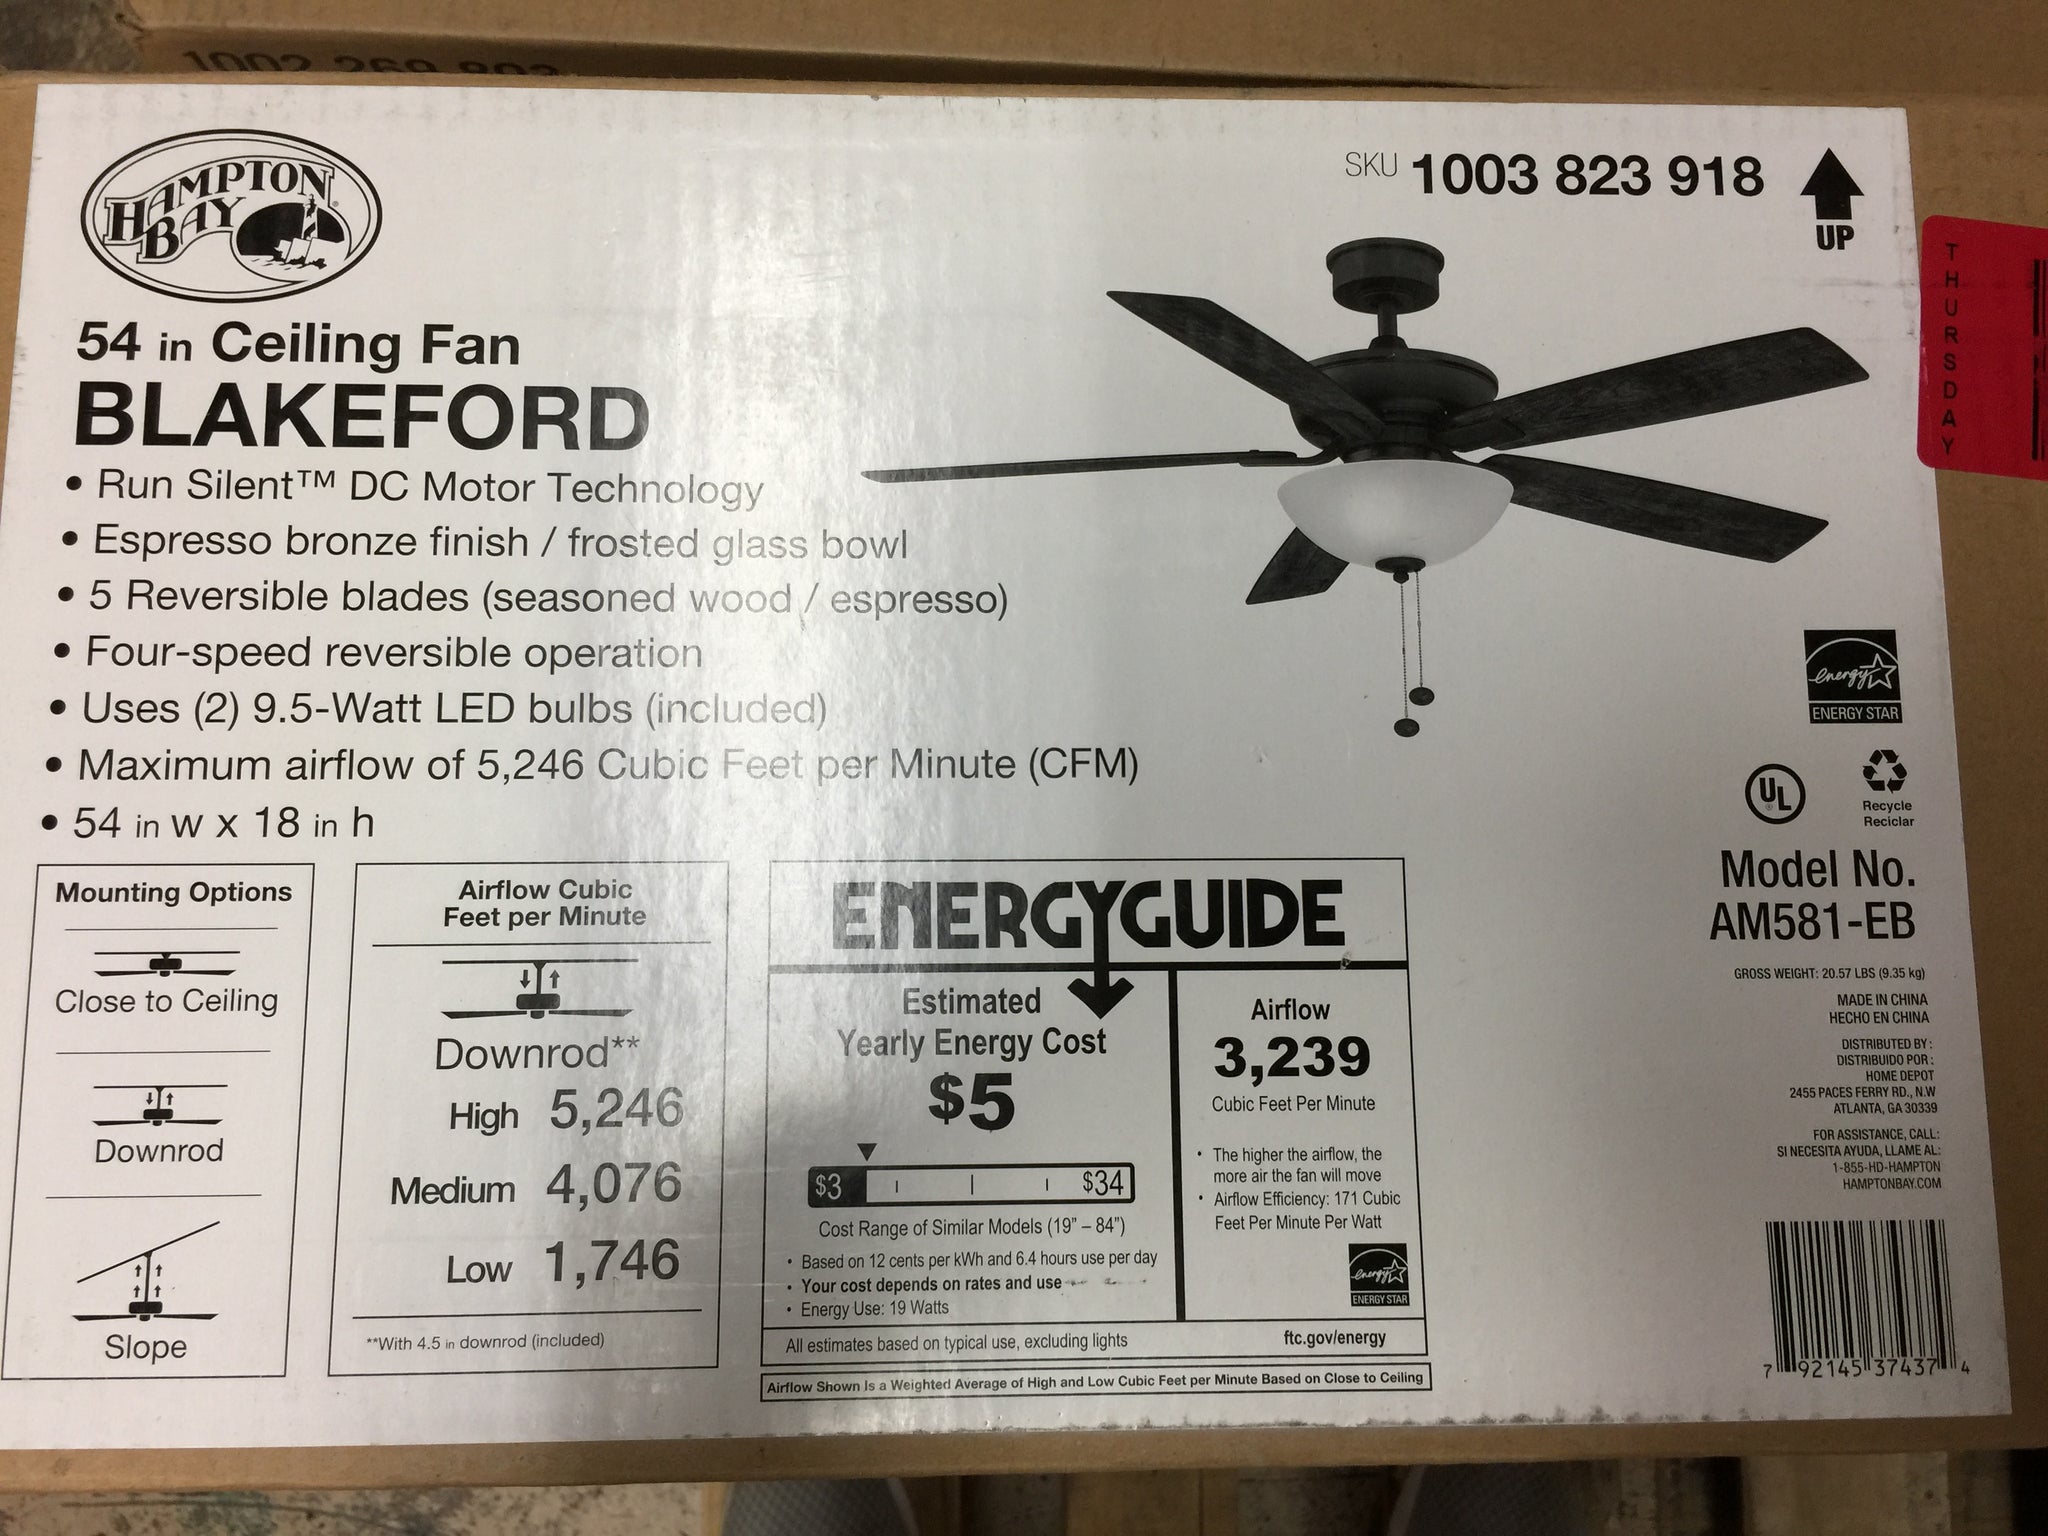 1002 269 803
HAMPTON BAY
SKU 1003 823 918
UP
THURSDAY
54 in Ceiling Fan
BLAKEFORD
• Run Silent™ DC Motor Technology
• Espresso bronze finish / frosted glass bowl
• 5 Reversible blades (seasoned wood / espresso)
• Four-speed reversible operation
• Uses (2) 9.5-Watt LED bulbs (included)
• Maximum airflow of 5,246 Cubic Feet per Minute (CFM)
• 54 in w x 18 in h
Mounting Options
Close to Ceiling
Downrod
Slope
Airflow Cubic
Feet per Minute
Downrod**
High 5,246
Medium 4,076
Low 1,746
**With 4.5 in downrod (included)
ENERGYGUIDE
Estimated
Yearly Energy Cost
$5
$3 $34
Cost Range of Similar Models (19” – 84”)
• Based on 12 cents per kWh and 6.4 hours use per day
• Your cost depends on rates and use
• Energy Use: 19 Watts
Airflow
3,239
Cubic Feet Per Minute
• The higher the airflow, the
more air the fan will move
• Airflow Efficiency: 171 Cubic
Feet Per Minute Per Watt
energy
ENERGY STAR
All estimates based on typical use, excluding lights
ftc.gov/energy
Airflow Shown Is a Weighted Average of High and Low Cubic Feet per Minute Based on Close to Ceiling
energy
ENERGY STAR
UL
Recycle
Reciclar
Model No.
AM581-EB
GROSS WEIGHT: 20.57 LBS (9.35 kg)
MADE IN CHINA
HECHO EN CHINA
DISTRIBUTED BY:
DISTRIBUIDO POR:
HOME DEPOT
2455 PACES FERRY RD., N.W
ATLANTA, GA 30339
FOR ASSISTANCE, CALL:
SI NECESITA AYUDA, LLAME AL:
1-855-HD-HAMPTON
HAMPTONBAY.COM
7 92145 37437 4